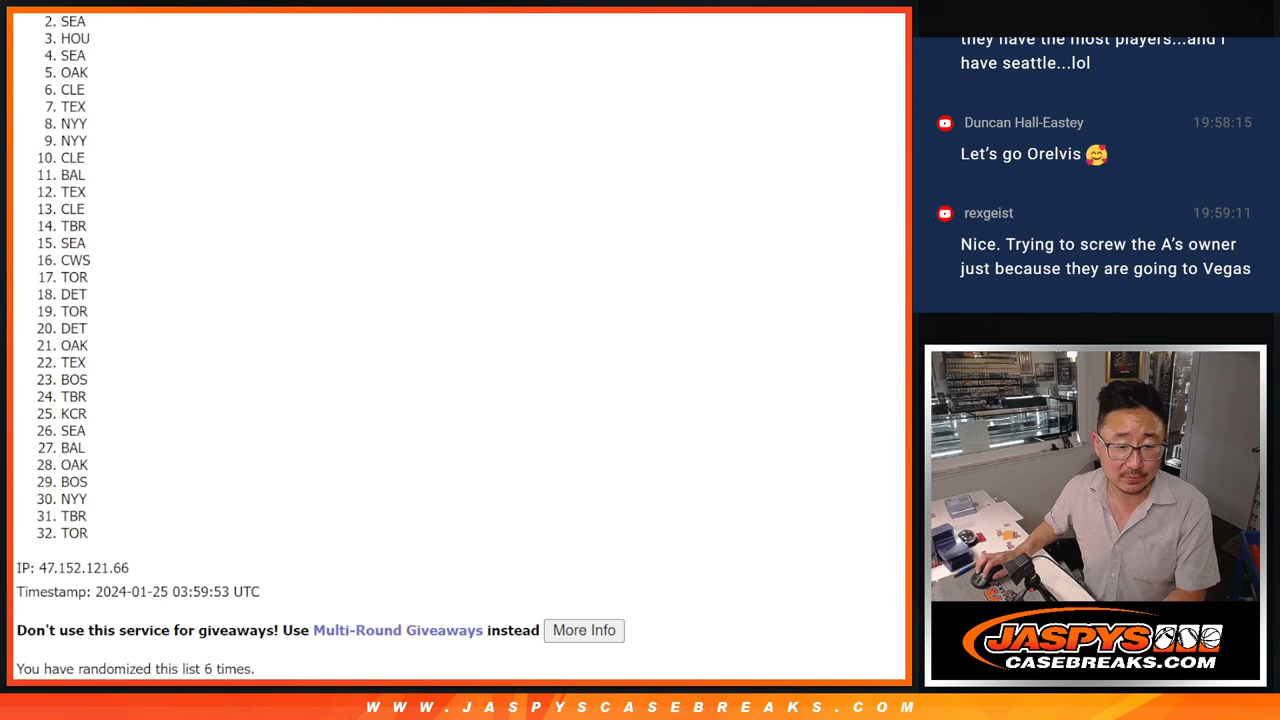 2. SEA
3. HOU
4. SEA
5. OAK
6. CLE
7. TEX
8. NYY
9. NYY
10. CLE
11. BAL
12. TEX
13. CLE
14. TBR
15. SEA
16. CWS
17. TOR
18. DET
19. TOR
20. DET
21. OAK
22. TEX
23. BOS
24. TBR
25. KCR
26. SEA
27. BAL
28. OAK
29. BOS
30. NYY
31. TBR
32. TOR
IP: 47.152.121.66
Timestamp: 2024-01-25 03:59:53 UTC
Don't use this service for giveaways! Use Multi-Round Giveaways instead More Info
You have randomized this list 6 times.
they have the most players...and I
have seattle...lol
Duncan Hall-Eastey 19:58:15
Let's go Orelvis 🥰
rexgeist 19:59:11
Nice. Trying to screw the A's owner
just because they are going to Vegas
JASPYS
CASEBREAKS.COM
WWW.JASPYSCASEBREAKS.COM